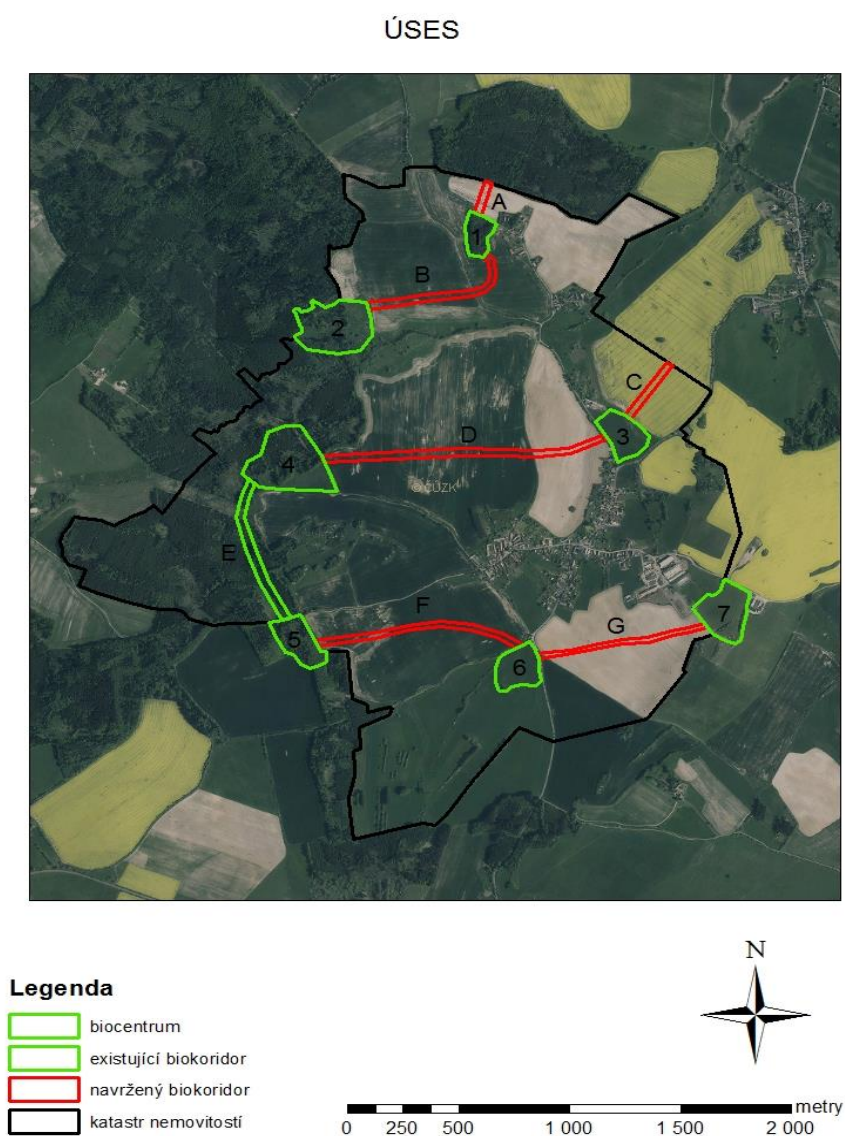 ÚSES
A
1
B
2
C
3
D
4
© ČÚZK
E
F
5
G
7
6
N
Legenda
biocentrum
existující biokoridor
navržený biokoridor
katastr nemovitostí
metry
0 250 500 1 000 1 500 2 000